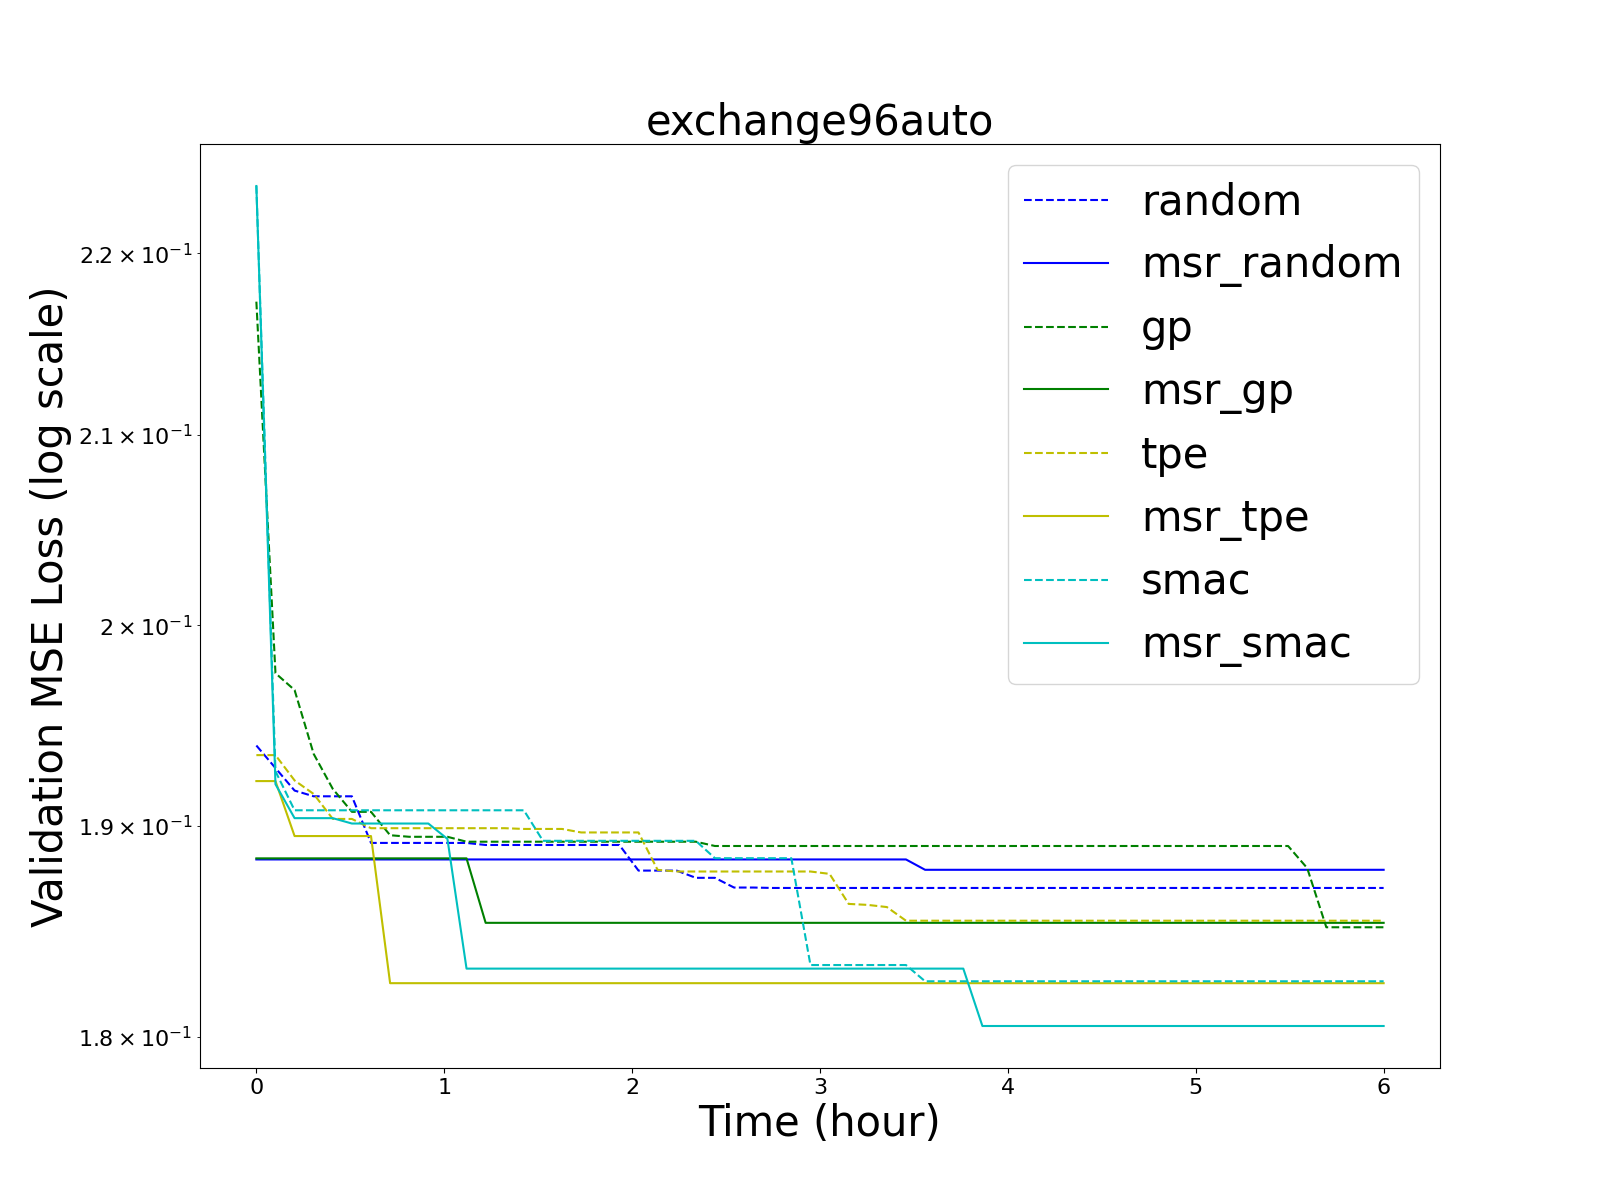 exchange96auto
Validation MSE Loss (log scale)
2.2 × 10⁻¹
2.1 × 10⁻¹
2 × 10⁻¹
1.9 × 10⁻¹
1.8 × 10⁻¹
random
msr_random
gp
msr_gp
tpe
msr_tpe
smac
msr_smac
0 1 2 3 4 5 6
Time (hour)